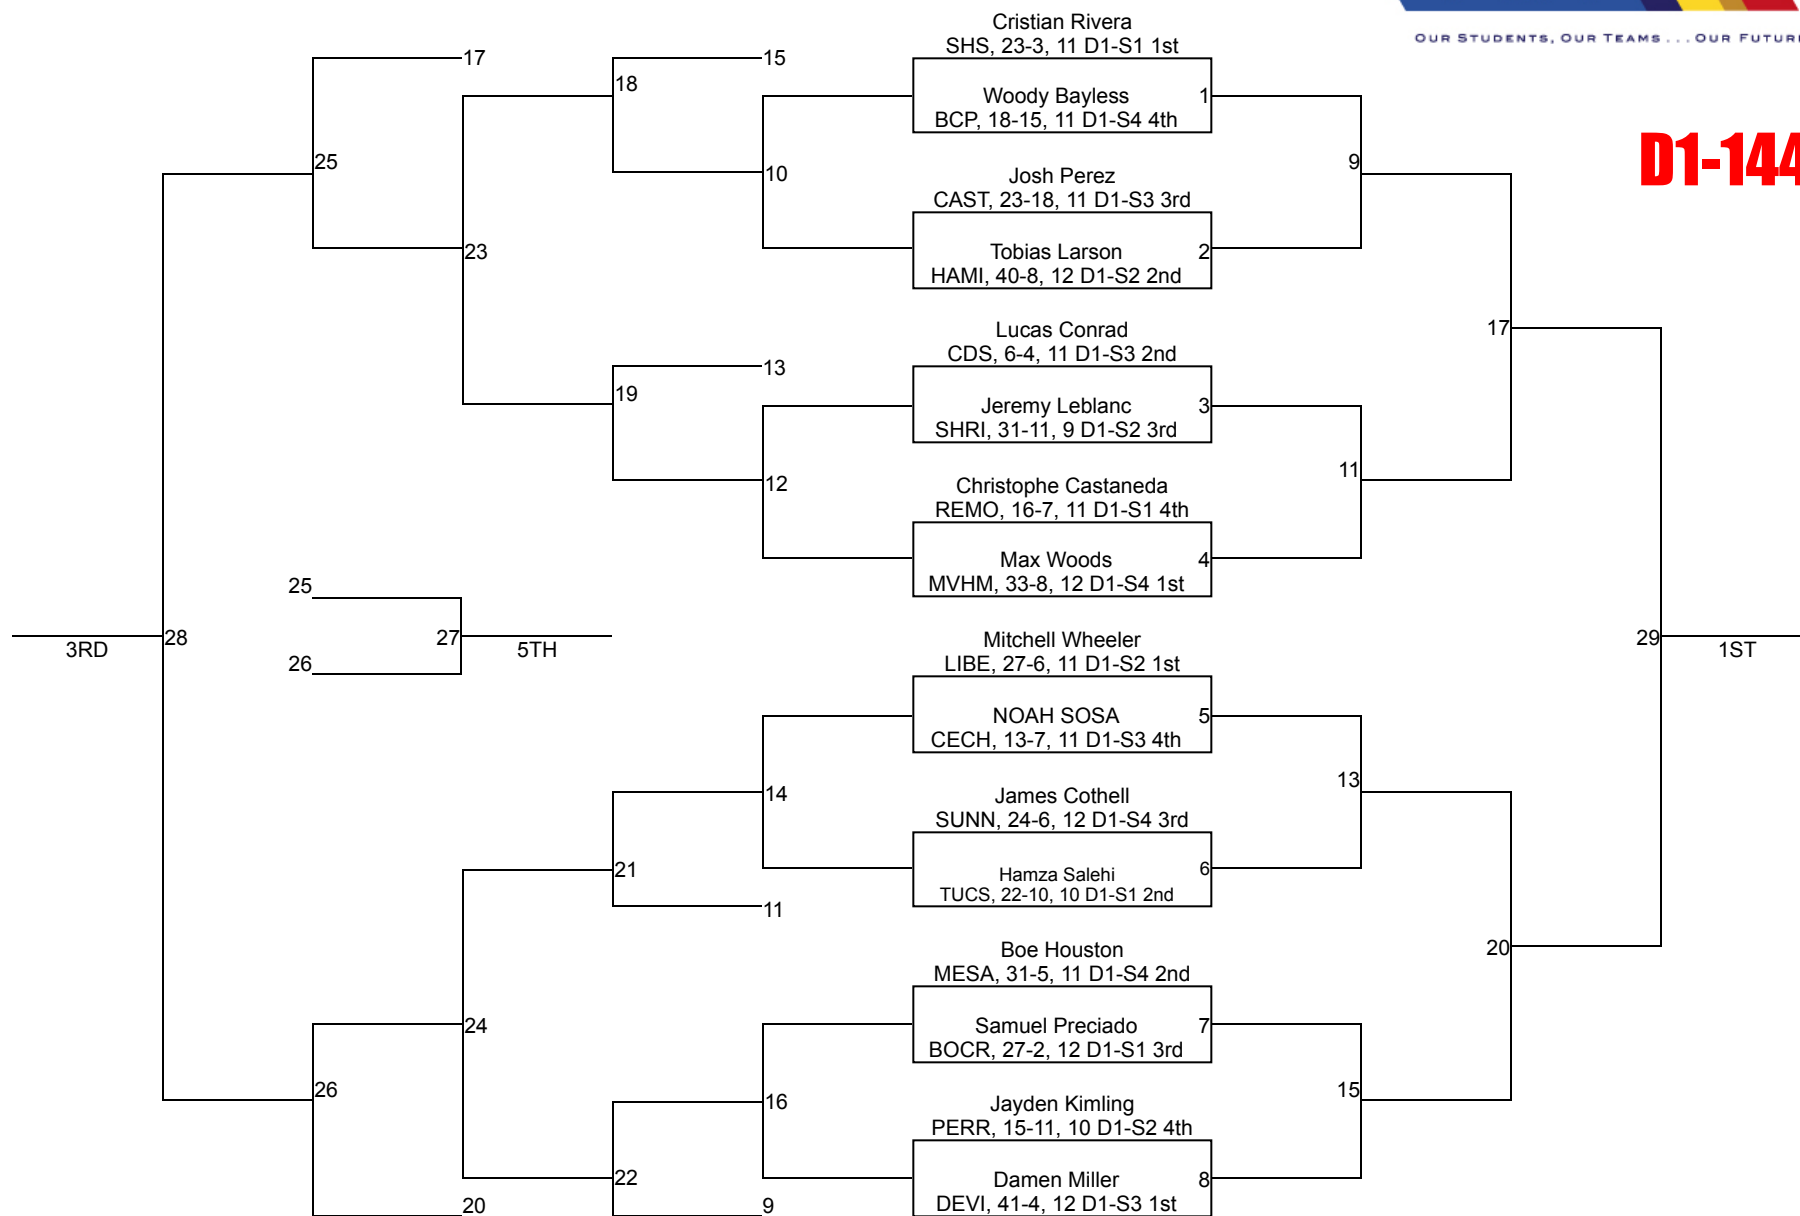 OUR STUDENTS, OUR TEAMS . . . OUR FUTURE
D1-144
Cristian Rivera
SHS, 23-3, 11 D1-S1 1st
17
15
18
Woody Bayless
1
BCP, 18-15, 11 D1-S4 4th
25
9
10
Josh Perez
CAST, 23-18, 11 D1-S3 3rd
23
Tobias Larson
2
HAMI, 40-8, 12 D1-S2 2nd
Lucas Conrad
17
CDS, 6-4, 11 D1-S3 2nd
13
19
Jeremy Leblanc
3
SHRI, 31-11, 9 D1-S2 3rd
11
12
Christophe Castaneda
REMO, 16-7, 11 D1-S1 4th
Max Woods
4
MVHM, 33-8, 12 D1-S4 1st
25
28
27
29
Mitchell Wheeler
3RD
5TH
1ST
26
LIBE, 27-6, 11 D1-S2 1st
NOAH SOSA
5
CECH, 13-7, 11 D1-S3 4th
14
13
James Cothell
SUNN, 24-6, 12 D1-S4 3rd
21
Hamza Salehi
6
TUCS, 22-10, 10 D1-S1 2nd
11
Boe Houston
20
MESA, 31-5, 11 D1-S4 2nd
24
Samuel Preciado
7
BOCR, 27-2, 12 D1-S1 3rd
26
16
15
Jayden Kimling
PERR, 15-11, 10 D1-S2 4th
22
Damen Miller
8
DEVI, 41-4, 12 D1-S3 1st
20
9